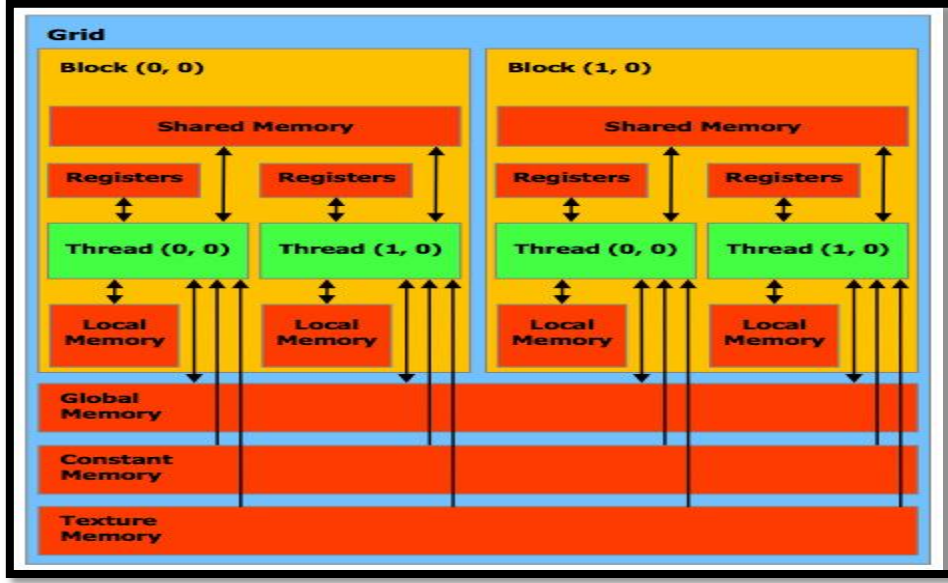 Grid
Block (0, 0)
Block (1, 0)
Shared Memory
Shared Memory
Registers
Registers
Registers
Registers
Thread (0, 0)
Thread (1, 0)
Thread (0, 0)
Thread (1, 0)
Local
Memory
Local
Memory
Local
Memory
Local
Memory
Global
Memory
Constant
Memory
Texture
Memory